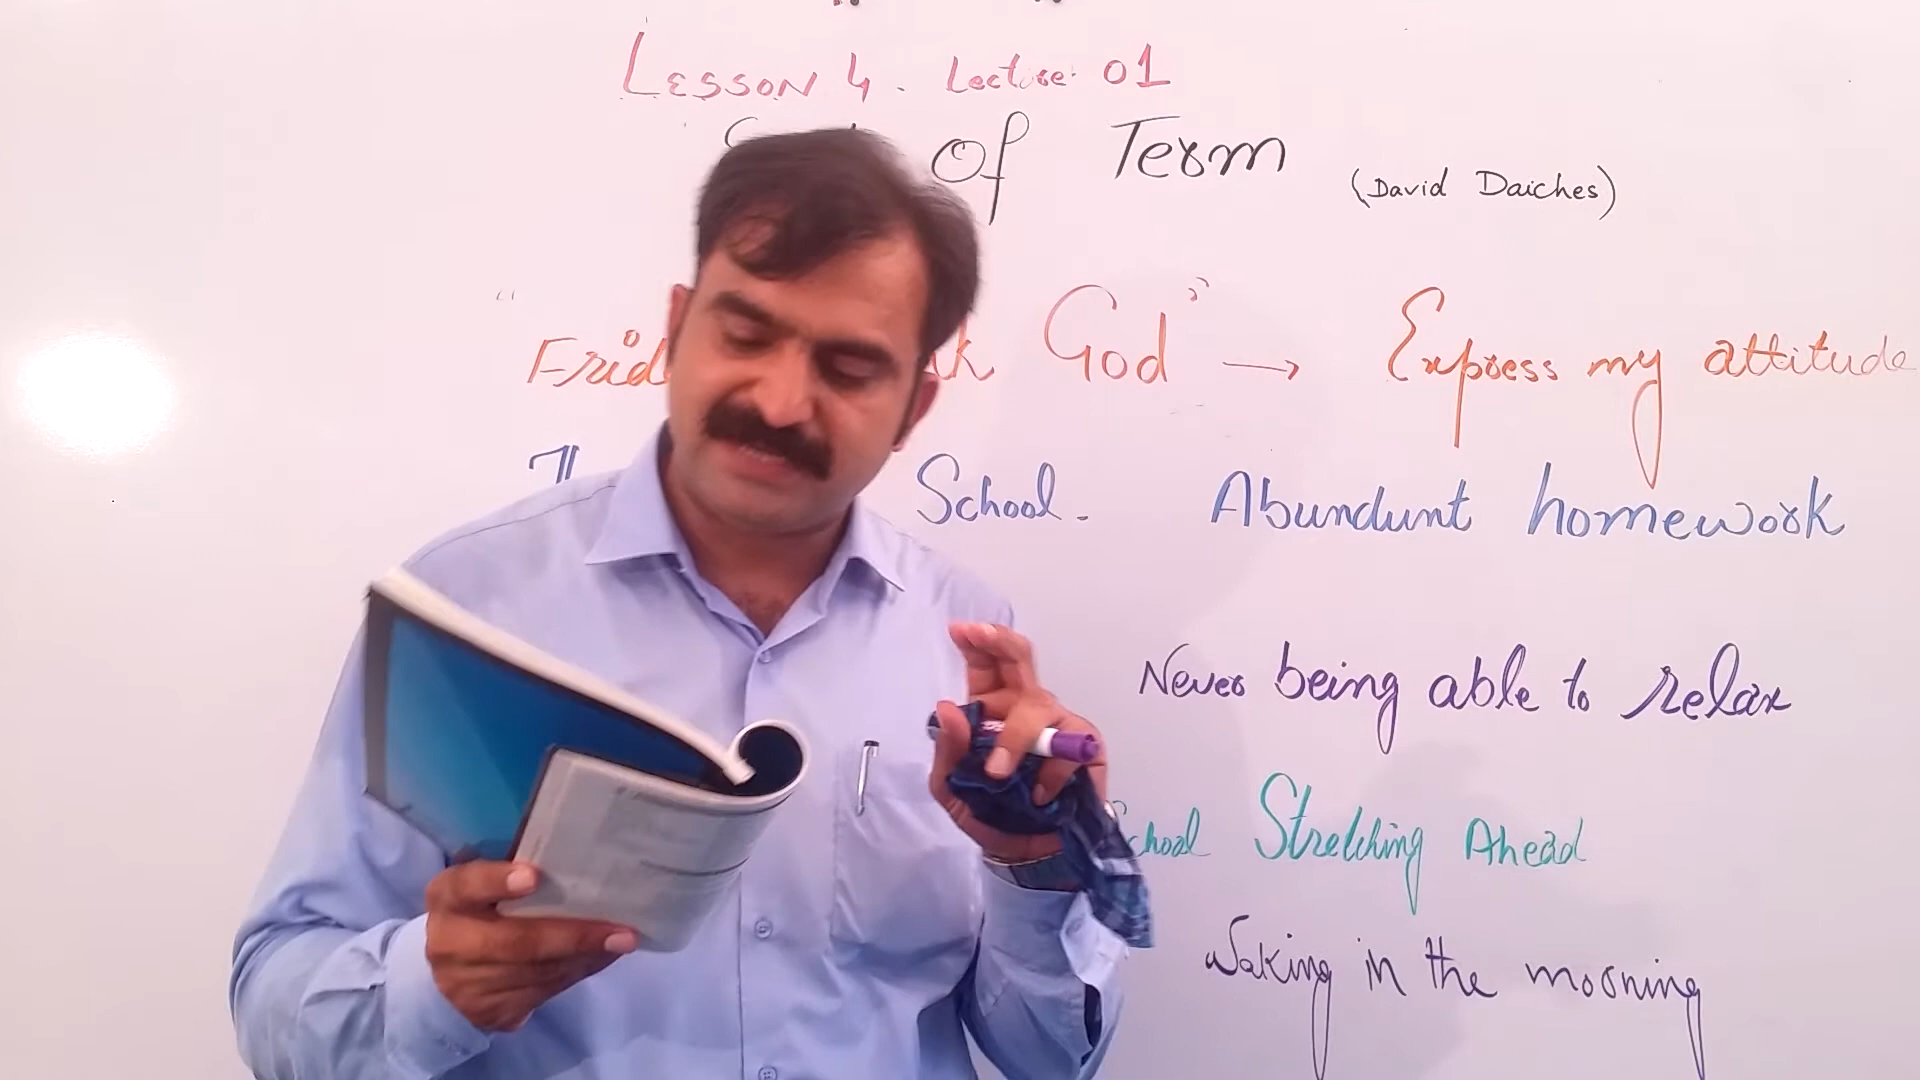 Lesson 4. Lecture 01
Of Term (David Daiches)
God" → Express my attitude
School. Abundunt homework
Never being able to relax
School Stretching Ahead
Waking in the morning